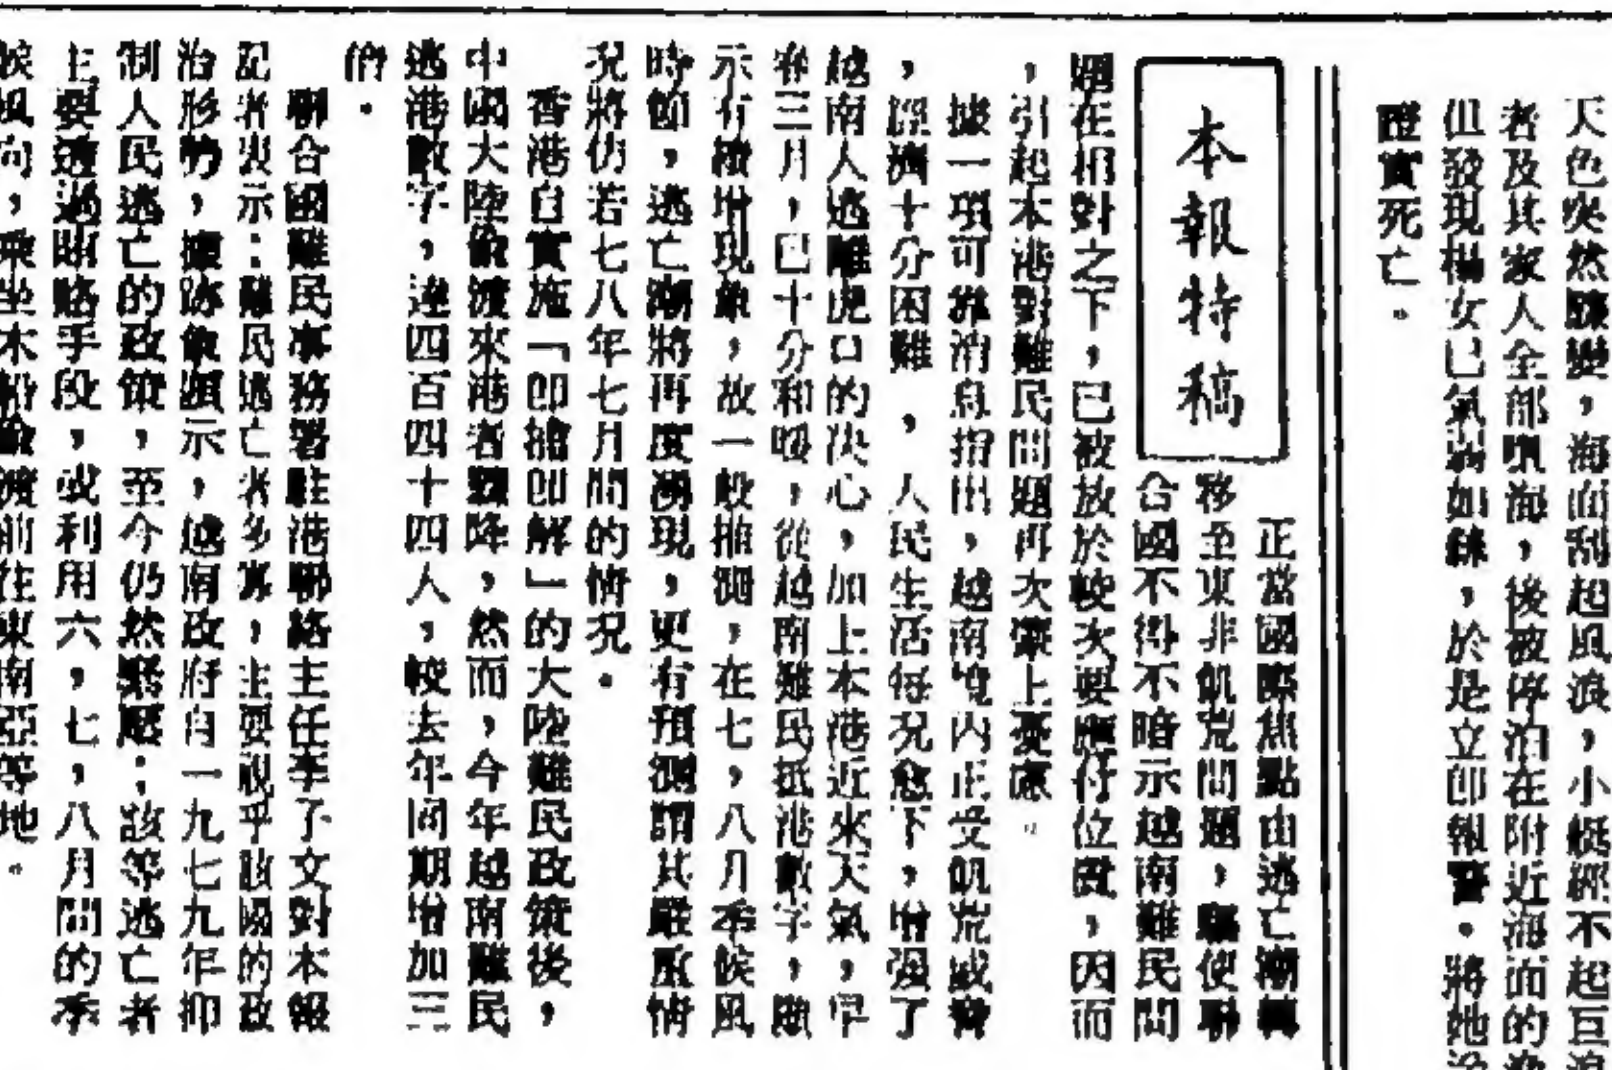 天色突然驟變，海面刮起風浪，小艇經不起巨浪
者及其家人全部墮海，後被停泊在附近海面的漁
但發現楊女已氣弱如絲，於是立即報警。將她
證實死亡。
本報特稿
正當國際焦點由逃亡潮轉
移至東非飢荒問題，驅使聯
合國不得不暗示越南難民問
題在相對之下，已被放於較次要應付位置，因而
，引起本港對難民問題再次蒙上憂慮。
據一項可靠消息指出，越南境內正受飢荒威脅
，經濟十分困難，人民生活每況愈下，增强了
越南人逃離虎口的决心，加上本港近來天氣，早
在三月，已十分和暖，從越南難民抵港數字，顯
示有續增現象，故一般推測，在七，八月季候風
時節，逃亡潮將再度湧現，更有預測謂其嚴重情
況將仿若七八年七月間的情況。
香港自實施「即捕即解」的大陸難民政策後，
中國大陸偷渡來港者驟降，然而，今年越南難民
逃港數字，達四百四十四人，較去年同期增加三
倍。
聯合國難民事務署駐港聯絡主任李了文對本報
記者表示：難民逃亡者多寡，主要視乎該國的政
治形勢，據跡象顯示，越南政府自一九七九年抑
制人民逃亡的政策，至今仍然緊壓；該等逃亡者
主要透過賄賂手段，或利用六，七，八月間的季
候風向，乘坐木船偷渡前往東南亞等地。